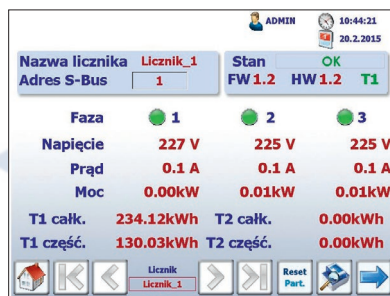 ADMIN 10:44:21
20.2.2015
Nazwa licznika Licznik_1 Stan OK
Adres S-Bus 1 FW 1.2 HW 1.2 T1
Faza 1 2 3
Napięcie 227 V 225 V 225 V
Prąd 0.1 A 0.1 A 0.1 A
Moc 0.00kW 0.01kW 0.01kW
T1 całk. 234.12kWh T2 całk. 0.00kWh
T1 część. 130.03kWh T2 część. 0.00kWh
Licznik Reset
Licznik_1 Part.